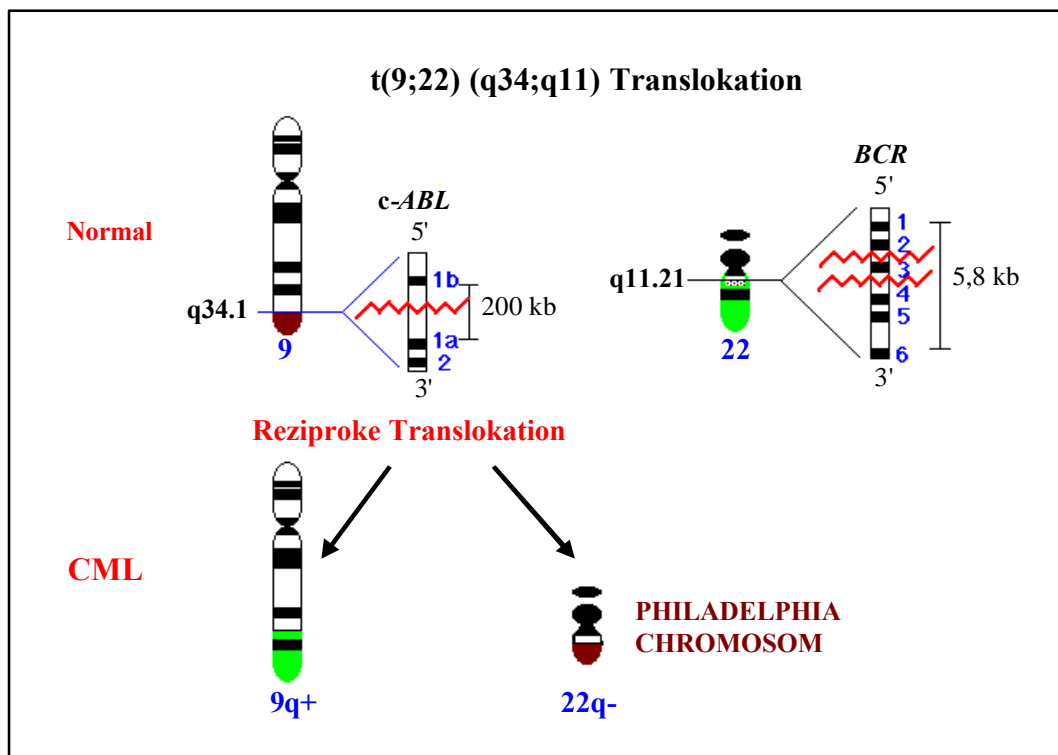 t(9;22) (q34;q11) Translokation
Normal
q34.1
9
c-ABL
5'
1b
1a
2
3'
200 kb
q11.21
22
BCR
5'
1
2
3
4
5
6
3'
5,8 kb
Reziproke Translokation
CML
9q+
22q-
PHILADELPHIA
CHROMOSOM